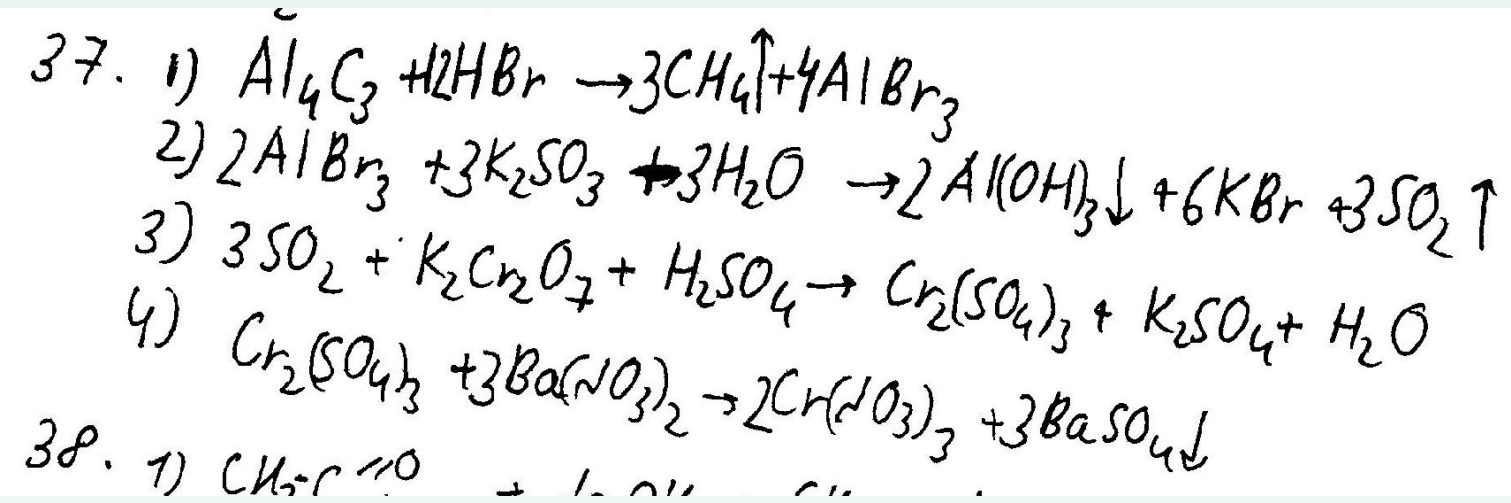 37. 1) Al₄C₃ +12HBr →3CH₄↑+4AlBr₃
2) 2AlBr₃ +3K₂SO₃ +3H₂O →2Al(OH)₃↓ +6KBr +3SO₂↑
3) 3SO₂ + K₂Cr₂O₇ + H₂SO₄ → Cr₂(SO₄)₃ + K₂SO₄+ H₂O
4) Cr₂(SO₄)₃ +3Ba(NO₃)₂ →2Cr(NO₃)₃ +3BaSO₄↓
38. 1)